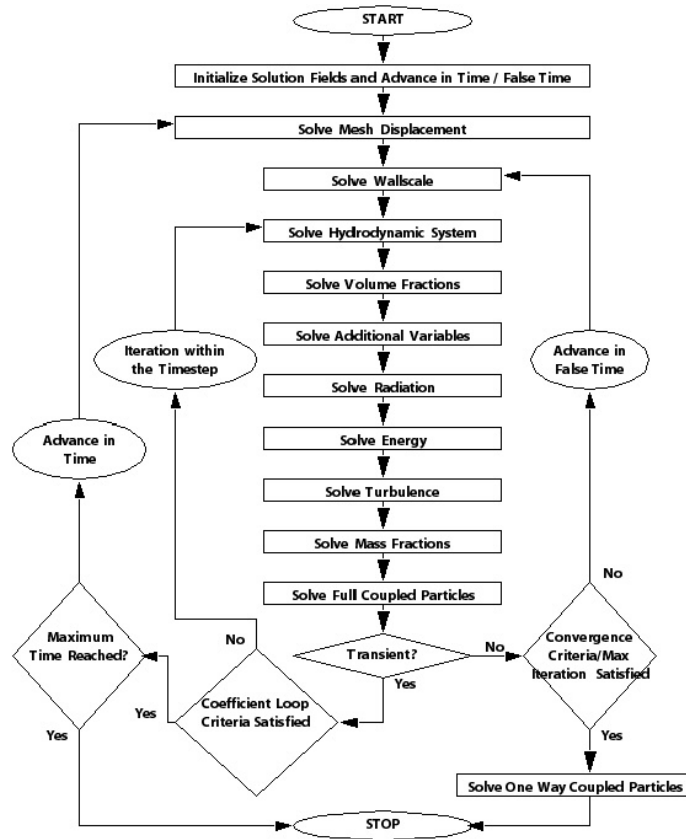 START
Initialize Solution Fields and Advance in Time / False Time
Solve Mesh Displacement
Solve Wallscale
Solve Hydrodynamic System
Solve Volume Fractions
Solve Additional Variables
Iteration within
the Timestep
Advance in
False Time
Solve Radiation
Solve Energy
Advance in
Time
Solve Turbulence
Solve Mass Fractions
No
Solve Full Coupled Particles
No
Maximum
Time Reached?
Transient?
No
Convergence
Criteria/Max
Iteration Satisfied
Yes
Coefficient Loop
Criteria Satisfied
Yes
Yes
Yes
Solve One Way Coupled Particles
STOP